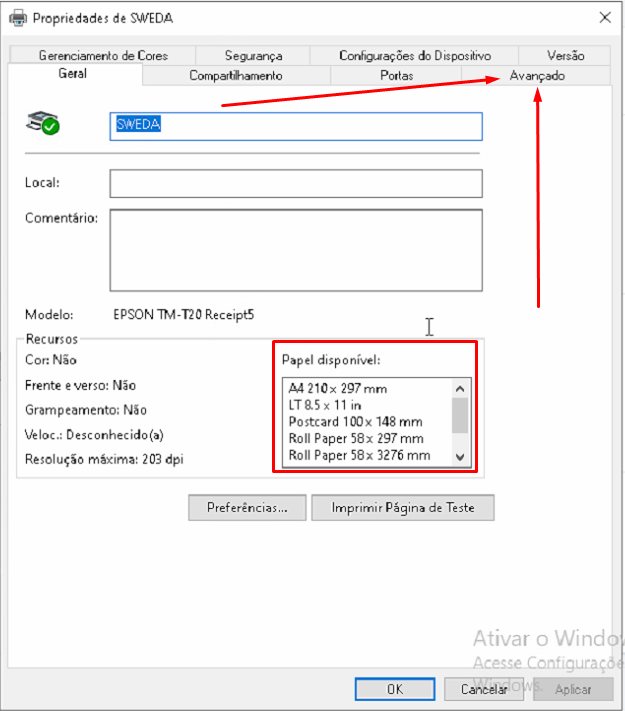 Propriedades de SWEDA
Gerenciamento de Cores Segurança Configurações do Dispositivo Versão
Geral Compartilhamento Portas Avançado
SWEDA
Local:
Comentário:
Modelo: EPSON TM-T20 Receipt5
Recursos
Cor: Não
Frente e verso: Não
Grampeamento: Não
Veloc.: Desconhecido(a)
Resolução máxima: 203 dpi
Papel disponível:
A4 210 x 297 mm
LT 8.5 x 11 in
Postcard 100 x 148 mm
Roll Paper 58 x 297 mm
Roll Paper 58 x 3276 mm
Preferências... Imprimir Página de Teste
Ativar o Window
Acesse Configuraçõe
Windows.
OK Cancelar Aplicar